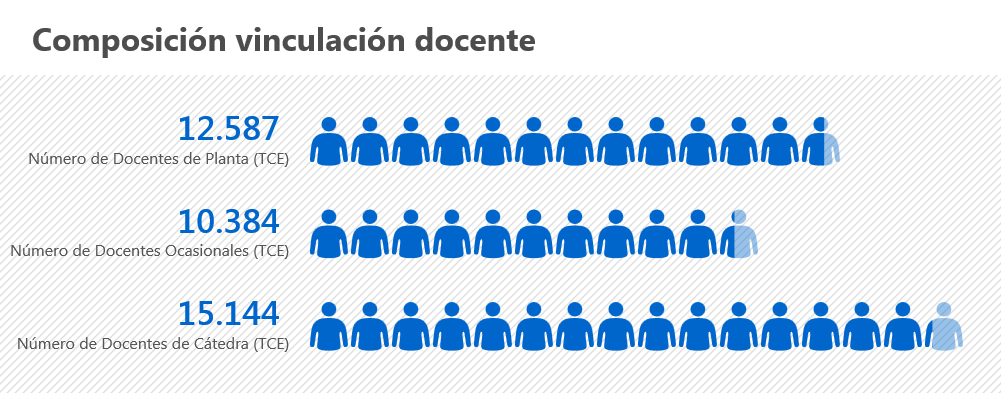 Composición vinculación docente
12.587
Número de Docentes de Planta (TCE)
10.384
Número de Docentes Ocasionales (TCE)
15.144
Número de Docentes de Cátedra (TCE)